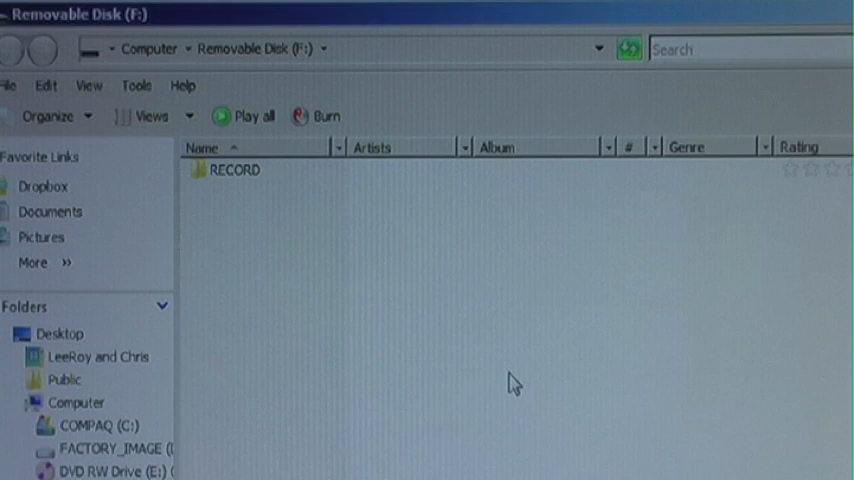 Removable Disk (F:)
Computer Removable Disk (F:) Search
Edit View Tools Help
Organize Views Play all Burn
Favorite Links
Name Artists Album # Genre Rating
RECORD
Dropbox
Documents
Pictures
More »
Folders
Desktop
LeeRoy and Chris
Public
Computer
COMPAQ (C:)
FACTORY_IMAGE (
DVD RW Drive (E:) (